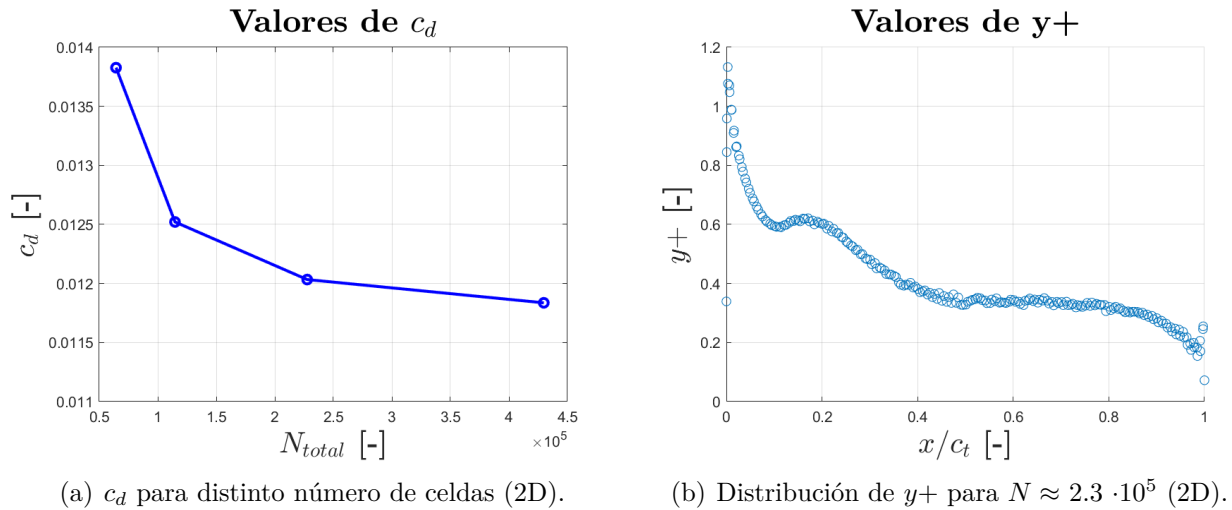 Valores de c_d
0.014
0.0135
0.013
0.0125
0.012
0.0115
0.011
c_d [-]
0.5 1 1.5 2 2.5 3 3.5 4 4.5
×10^5
N_total [-]
(a) c_d para distinto número de celdas (2D).
Valores de y+
1.2
1
0.8
0.6
0.4
0.2
0
y+ [-]
0 0.2 0.4 0.6 0.8 1
x/c_t [-]
(b) Distribución de y+ para N ≈ 2.3 ·10^5 (2D).